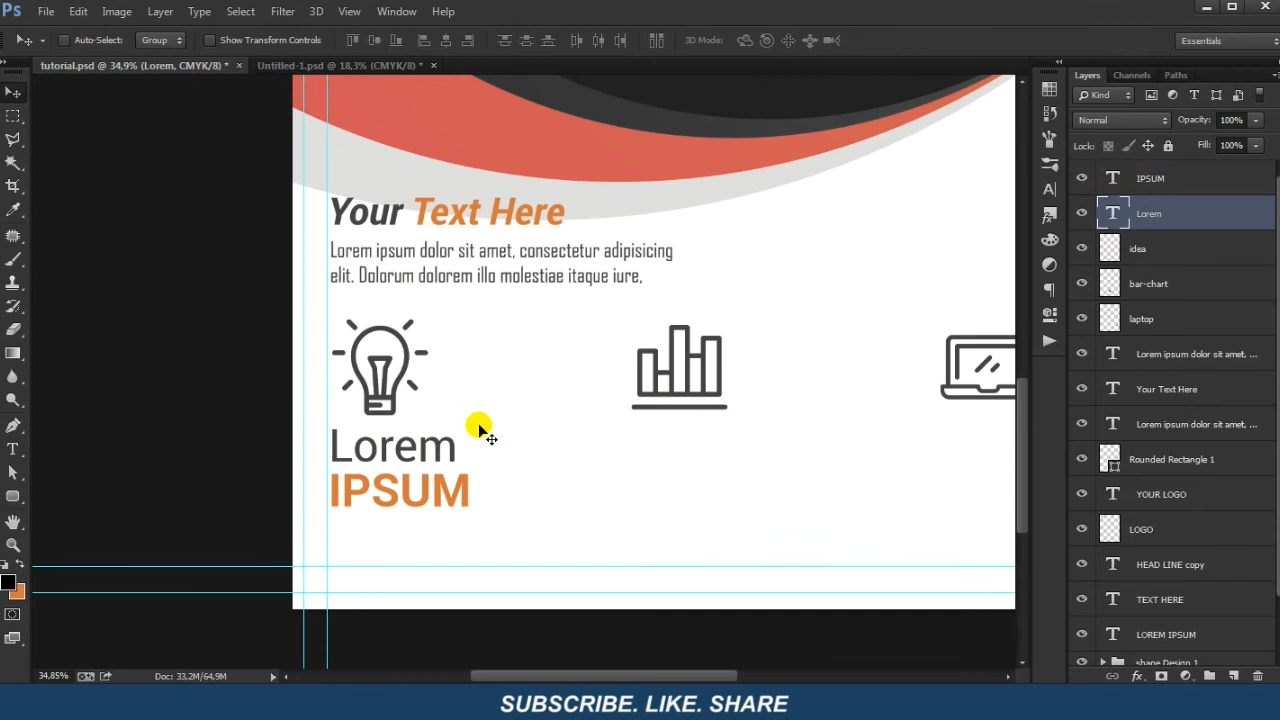 Ps File Edit Image Layer Type Select Filter 3D View Window Help
Auto-Select: Group Show Transform Controls 3D Mode: Essentials
tutorial.psd @ 34,9% (Lorem, CMYK/8) * × Untitled-1.psd @ 18,3% (CMYK/8) * ×
Layers Channels Paths
Kind
Normal Opacity: 100%
Lock: Fill: 100%
IPSUM
Lorem
idea
bar-chart
laptop
Lorem ipsum dolor sit amet, ...
Your Text Here
Lorem ipsum dolor sit amet, ...
Rounded Rectangle 1
YOUR LOGO
LOGO
HEAD LINE copy
TEXT HERE
LOREM IPSUM
shape Design 1
Your Text Here
Lorem ipsum dolor sit amet, consectetur adipisicing
elit. Dolorum dolorem illo molestiae itaque iure,
Lorem
IPSUM
34,85% Doc: 33,2M/64,9M
SUBSCRIBE. LIKE. SHARE